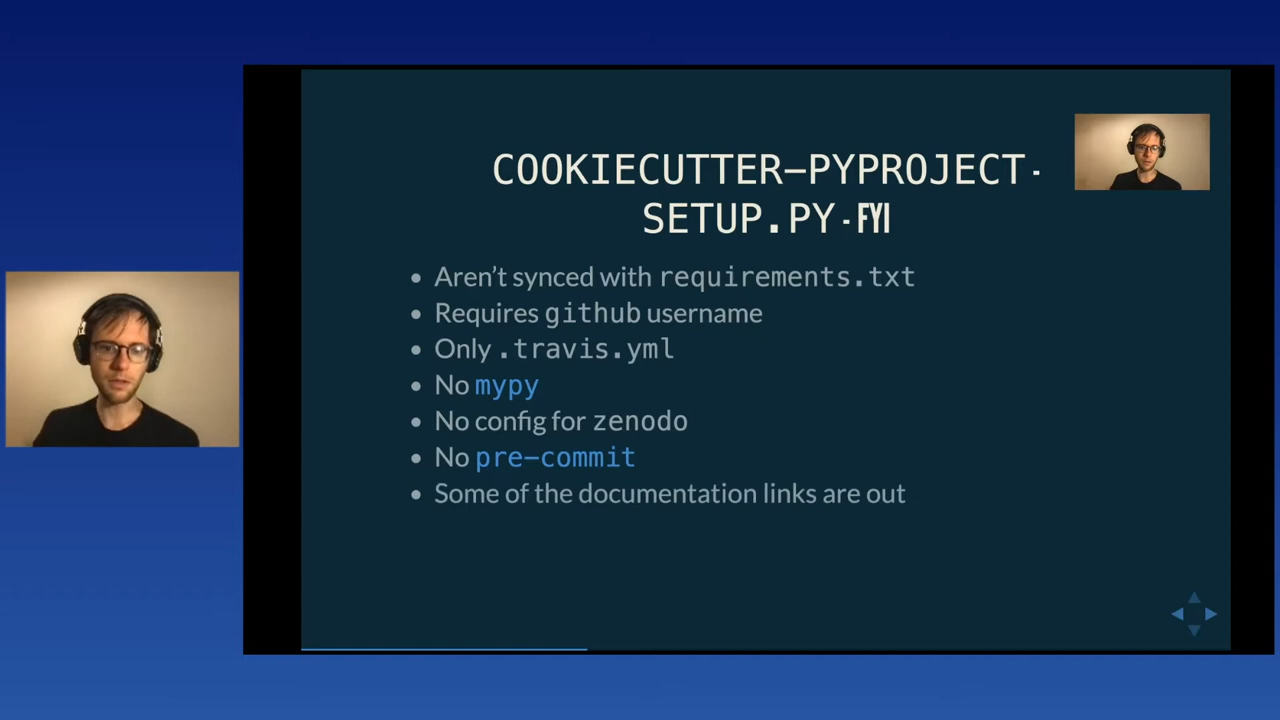 COOKIECUTTER-PYPROJECT-
SETUP.PY - FYI
Aren't synced with requirements.txt
Requires github username
Only .travis.yml
No mypy
No config for zenodo
No pre-commit
Some of the documentation links are out